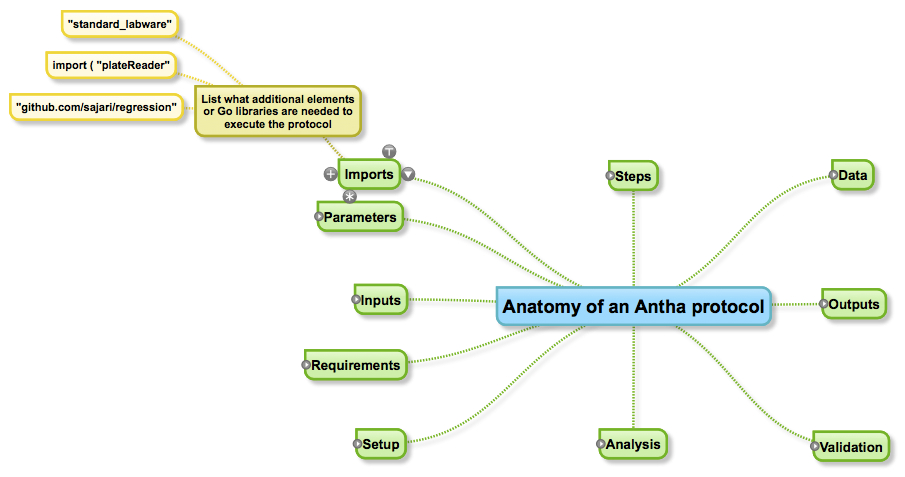 "standard_labware"
import ( "plateReader"
"github.com/sajari/regression"
List what additional elements
or Go libraries are needed to
execute the protocol
Imports
Steps
Data
Parameters
Inputs
Anatomy of an Antha protocol
Outputs
Requirements
Setup
Analysis
Validation